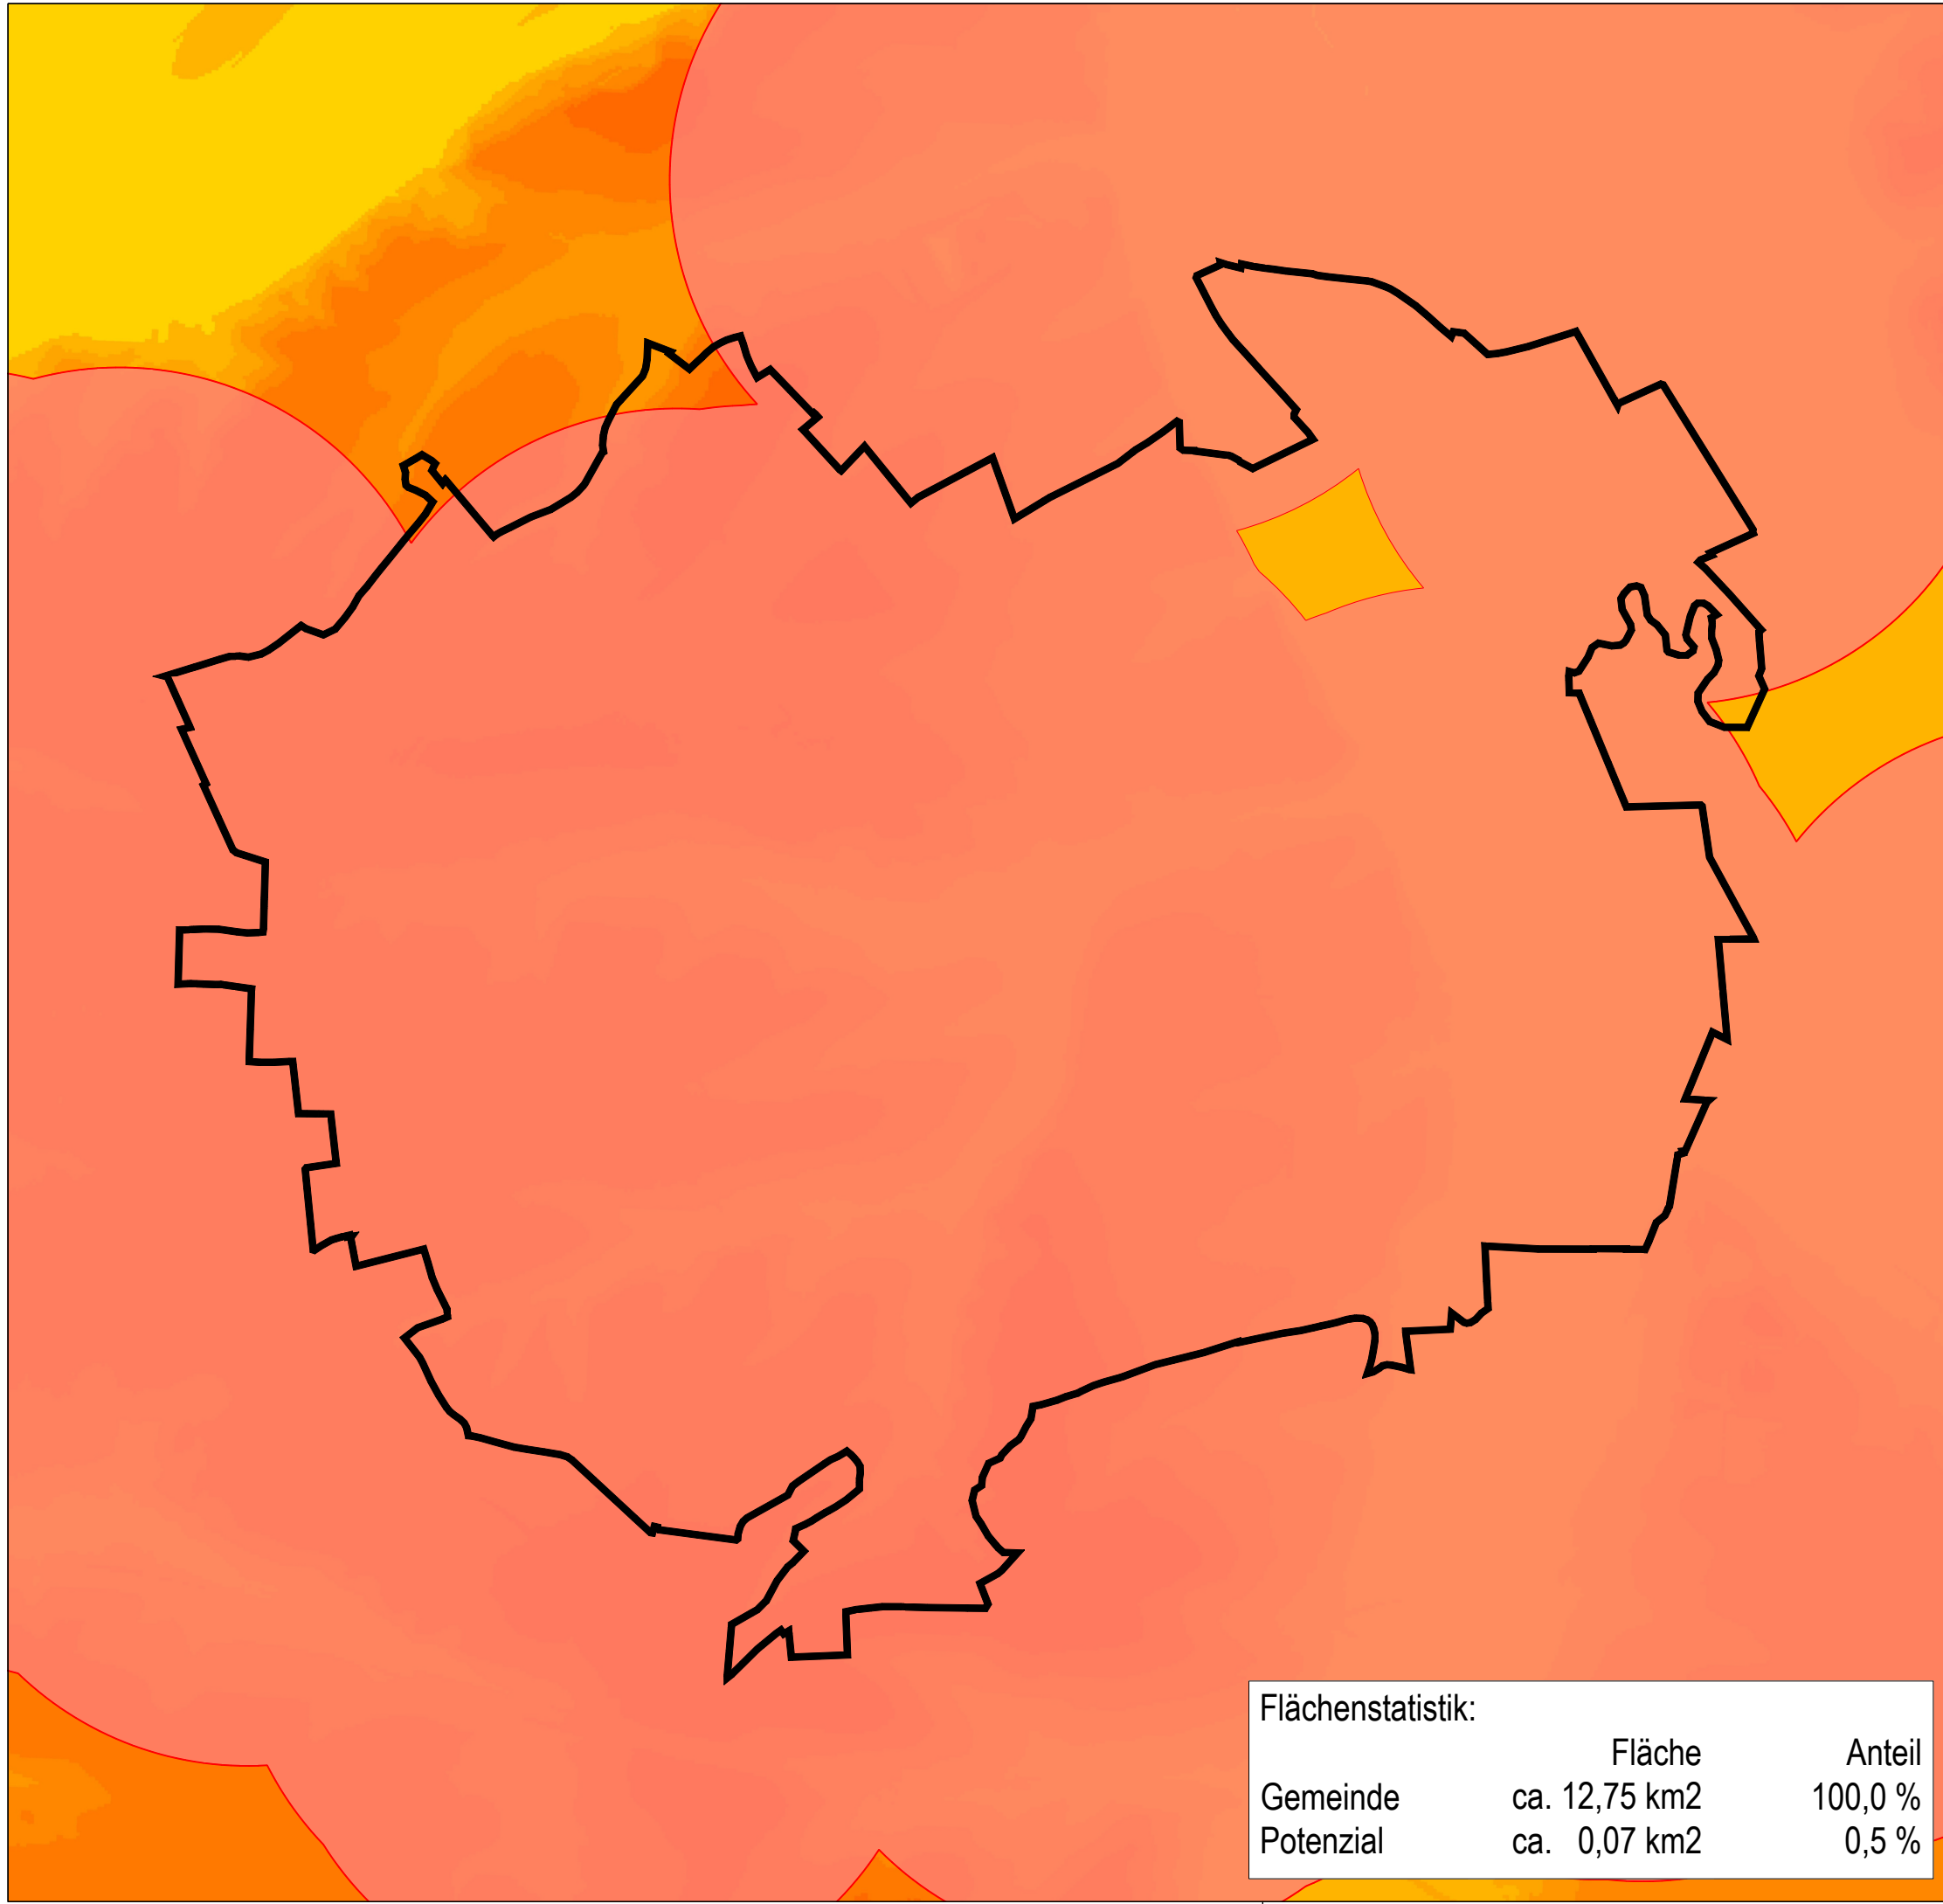 Flächenstatistik:
Fläche Anteil
Gemeinde ca. 12,75 km2 100,0 %
Potenzial ca. 0,07 km2 0,5 %